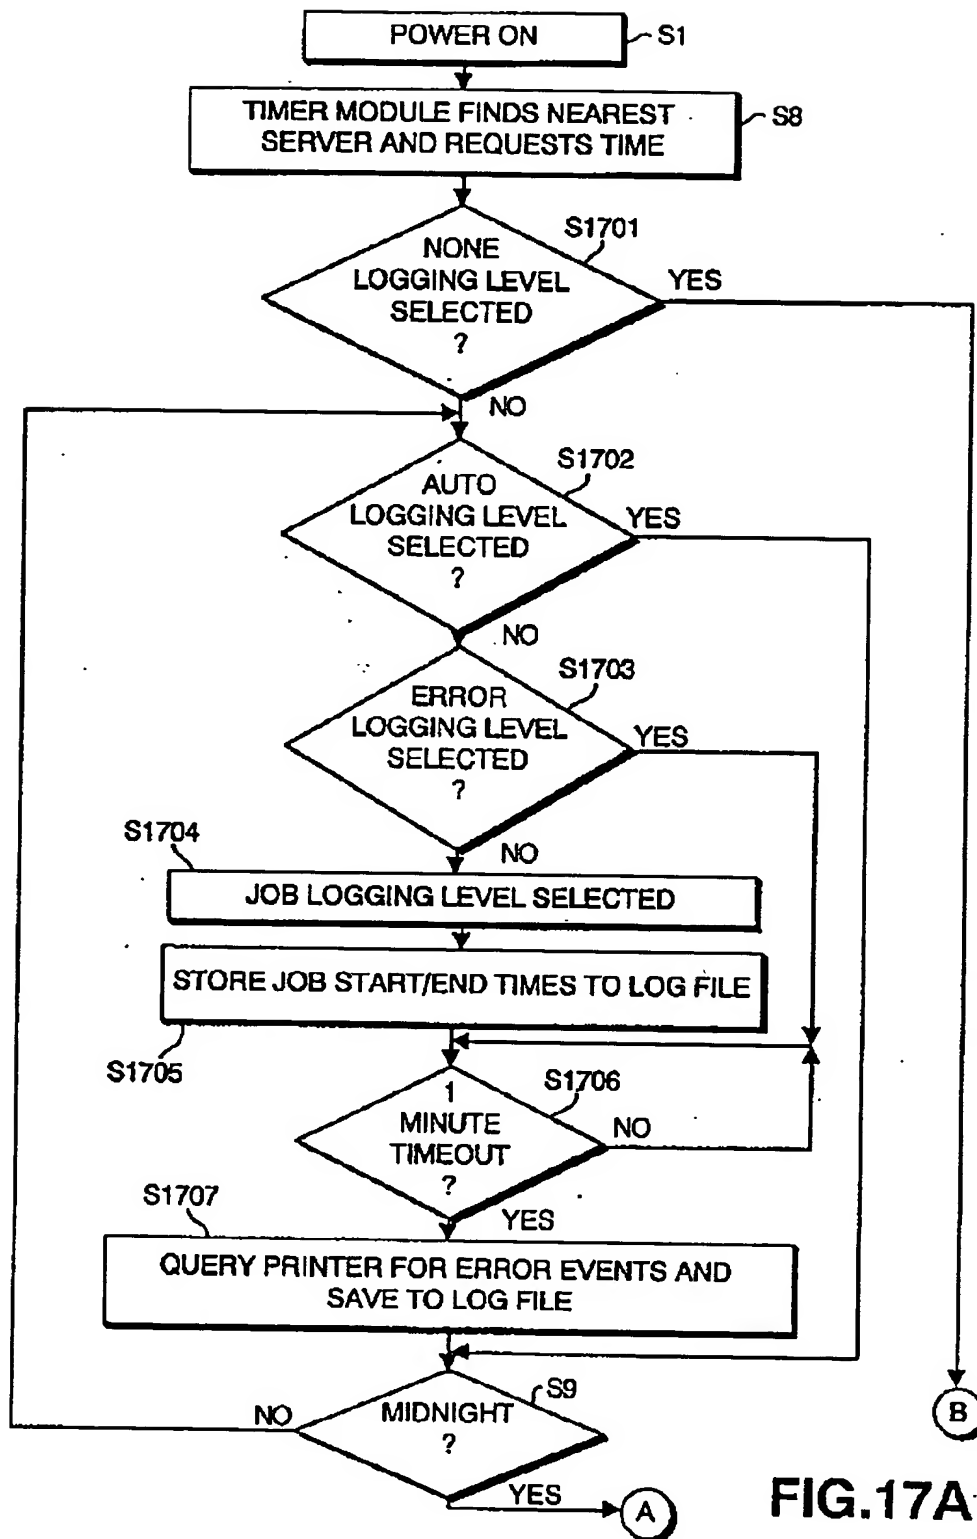 POWER ON
S1
TIMER MODULE FINDS NEAREST
SERVER AND REQUESTS TIME
S8
S1701
NONE
LOGGING LEVEL
SELECTED
?
YES
NO
S1702
AUTO
LOGGING LEVEL
SELECTED
?
YES
NO
S1703
ERROR
LOGGING LEVEL
SELECTED
?
YES
NO
S1704
JOB LOGGING LEVEL SELECTED
STORE JOB START/END TIMES TO LOG FILE
S1705
S1706
1
MINUTE
TIMEOUT
?
NO
YES
S1707
QUERY PRINTER FOR ERROR EVENTS AND
SAVE TO LOG FILE
S9
MIDNIGHT
?
NO
YES
A
B
FIG.17A